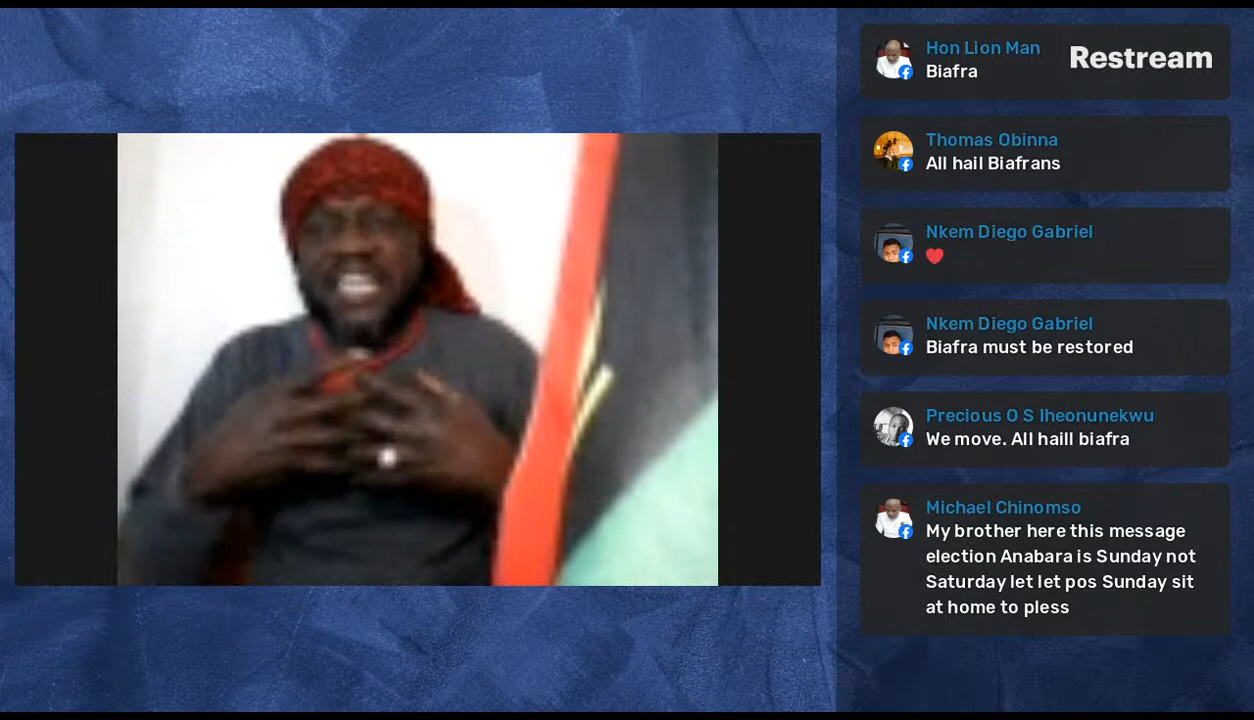 Hon Lion Man
Biafra
Restream
Thomas Obinna
All hail Biafrans
Nkem Diego Gabriel
❤️
Nkem Diego Gabriel
Biafra must be restored
Precious O S Iheonunekwu
We move. All haill biafra
Michael Chinomso
My brother here this message
election Anabara is Sunday not
Saturday let let pos Sunday sit
at home to pless